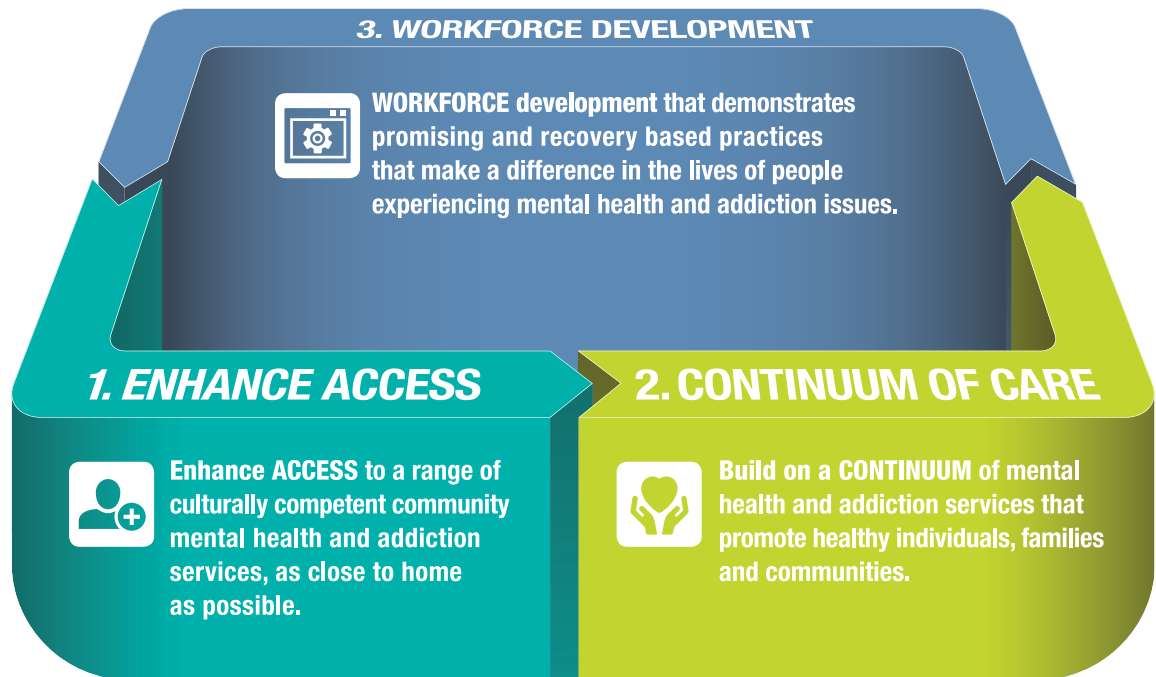 3. WORKFORCE DEVELOPMENT
WORKFORCE development that demonstrates
promising and recovery based practices
that make a difference in the lives of people
experiencing mental health and addiction issues.
1. ENHANCE ACCESS
Enhance ACCESS to a range of
culturally competent community
mental health and addiction
services, as close to home
as possible.
2. CONTINUUM OF CARE
Build on a CONTINUUM of mental
health and addiction services that
promote healthy individuals, families
and communities.